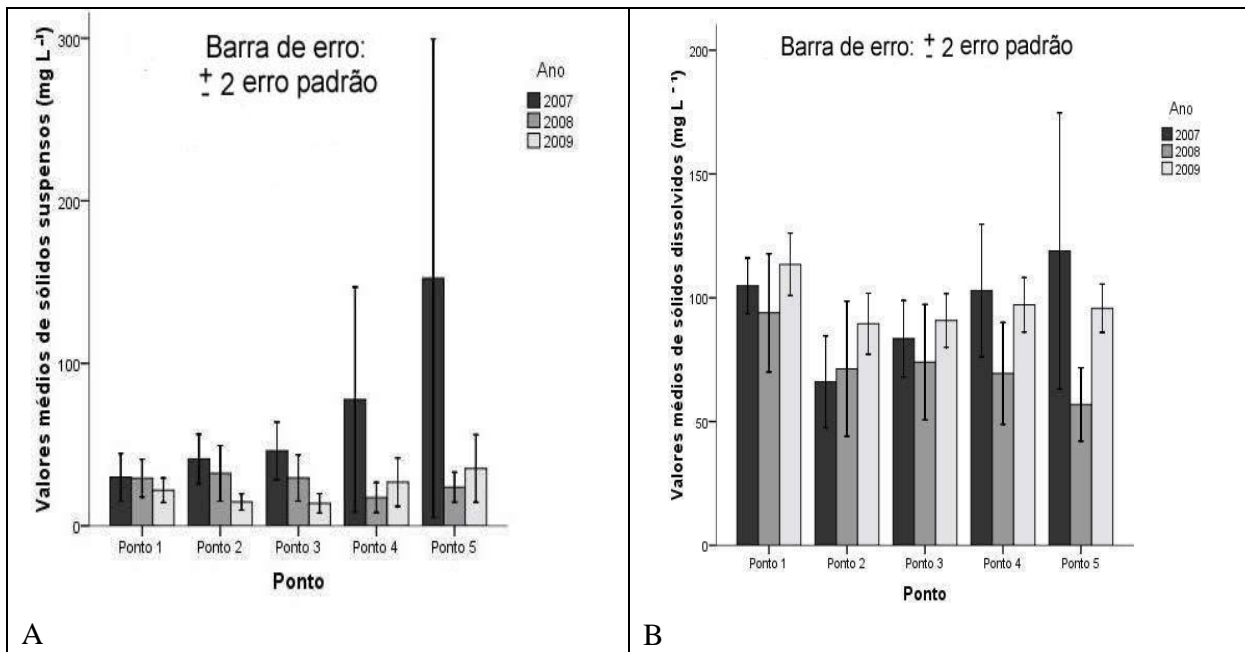 Valores médios de sólidos suspensos (mg L⁻¹)
300
200
100
0
Barra de erro:
± 2 erro padrão
Ano
2007
2008
2009
Ponto 1 Ponto 2 Ponto 3 Ponto 4 Ponto 5
Ponto
A
Valores médios de sólidos dissolvidos (mg L⁻¹)
200
150
100
50
0
Barra de erro: ± 2 erro padrão
Ano
2007
2008
2009
Ponto 1 Ponto 2 Ponto 3 Ponto 4 Ponto 5
Ponto
B